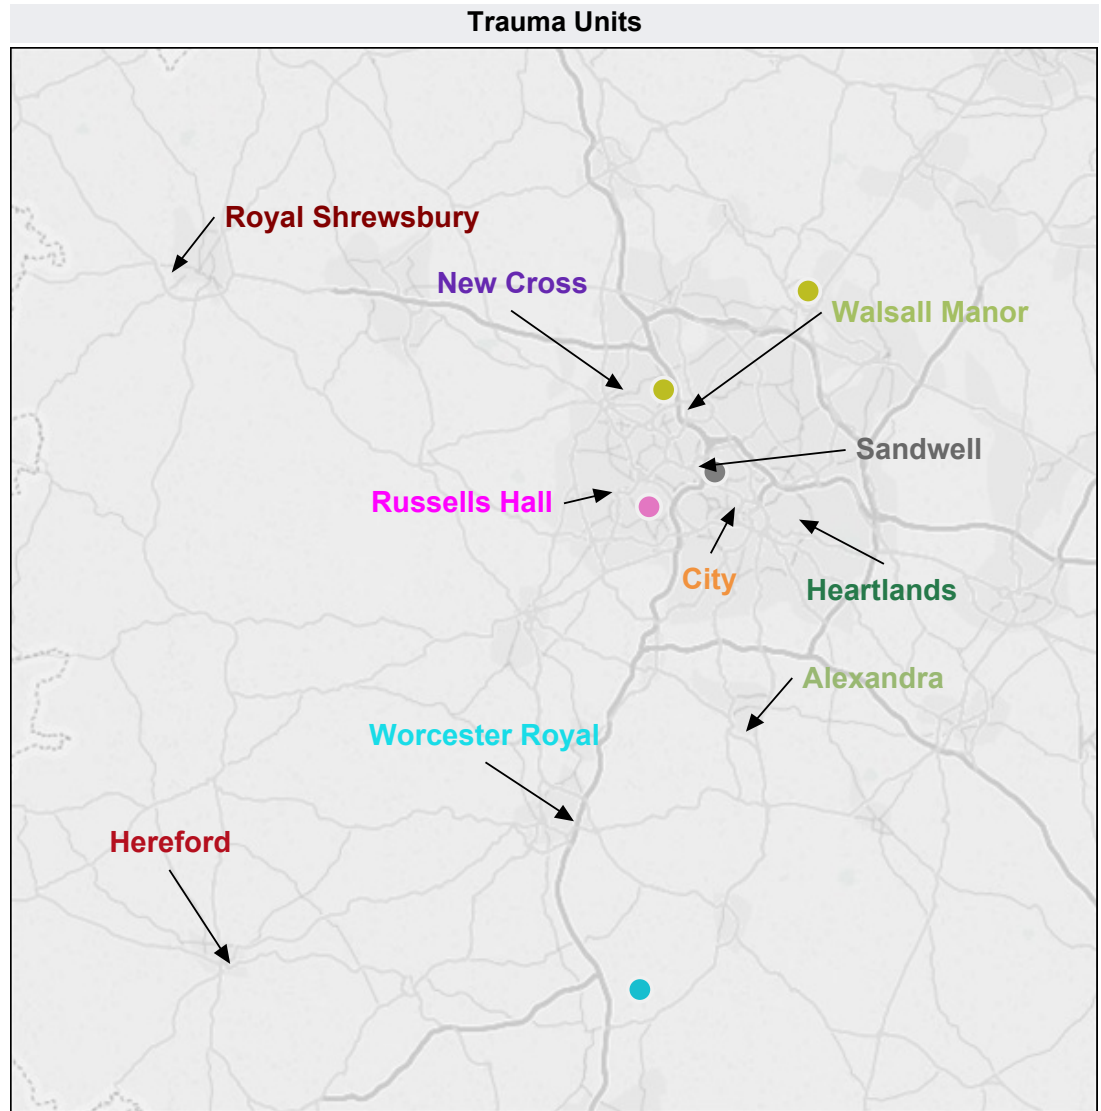 Trauma Units
Royal Shrewsbury
New Cross
Walsall Manor
Sandwell
Russells Hall
City
Heartlands
Alexandra
Worcester Royal
Hereford